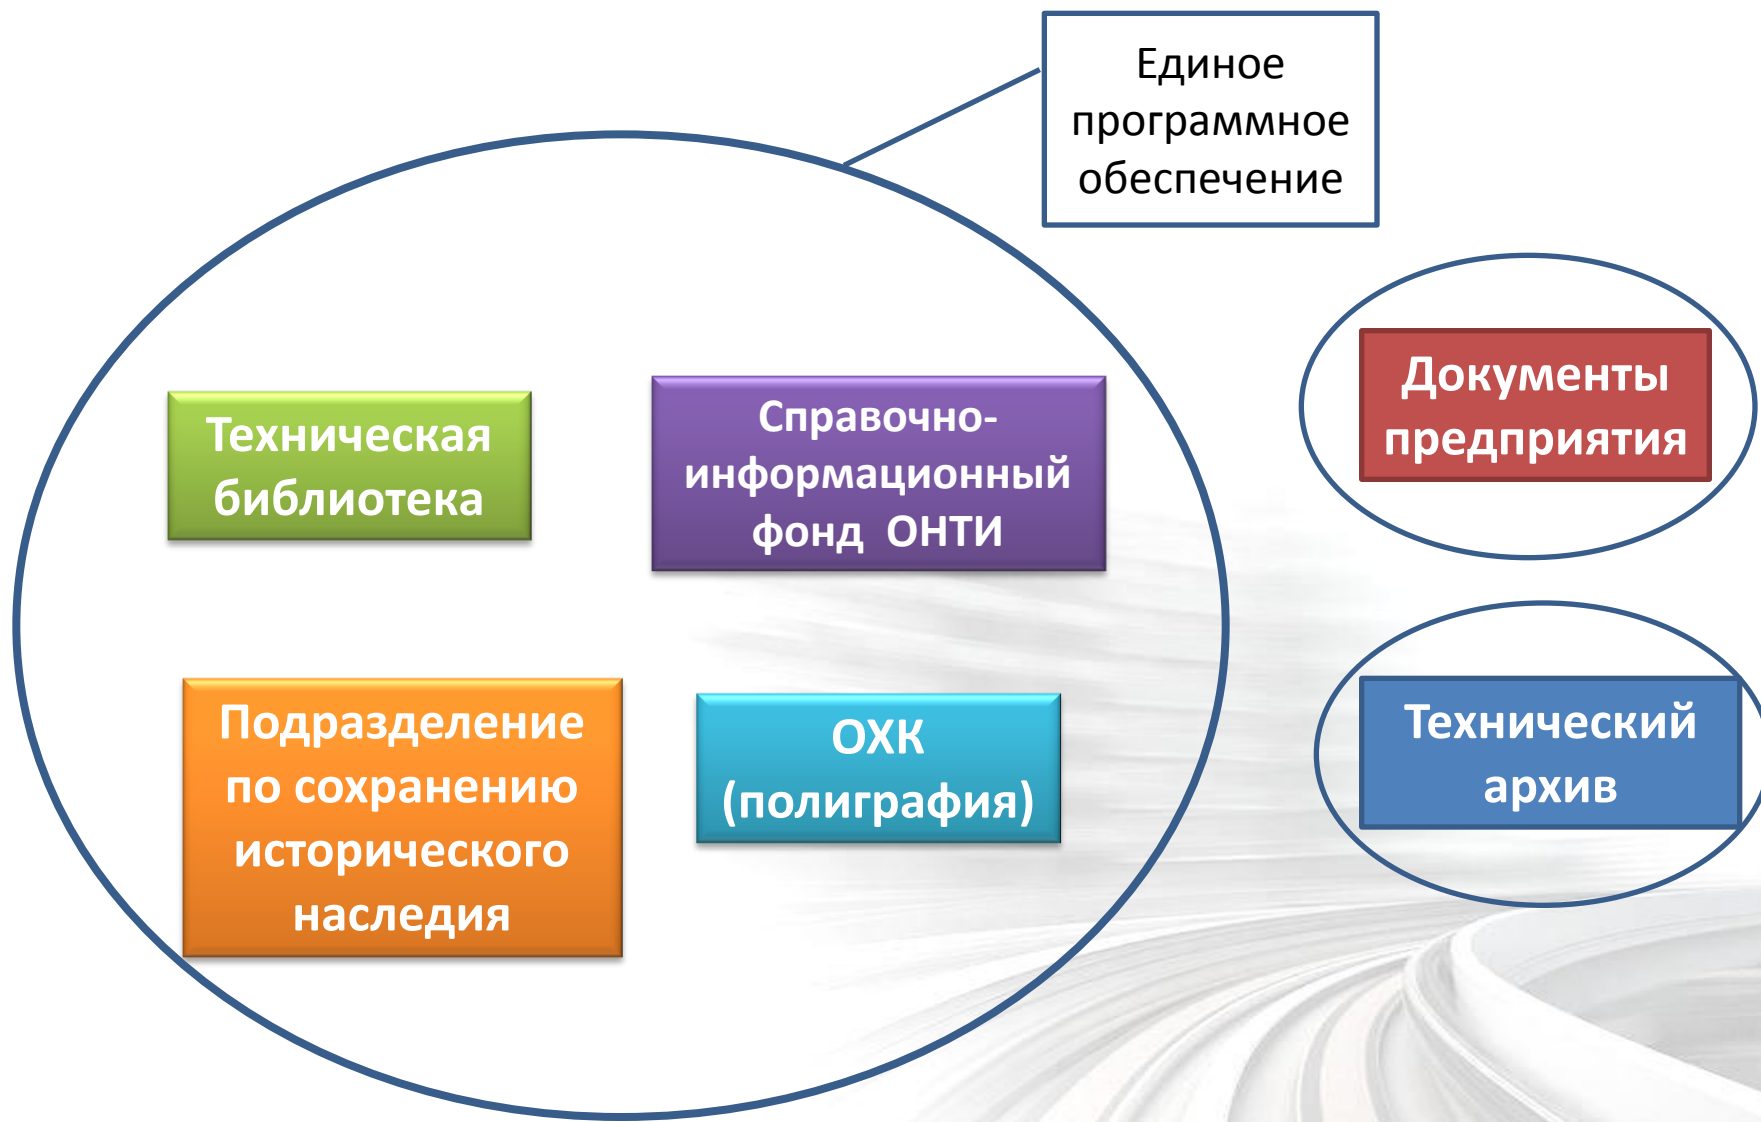 Единое
программное
обеспечение
Техническая
библиотека
Справочно-
информационный
фонд ОНТИ
Документы
предприятия
Подразделение
по сохранению
исторического
наследия
ОХК
(полиграфия)
Технический
архив